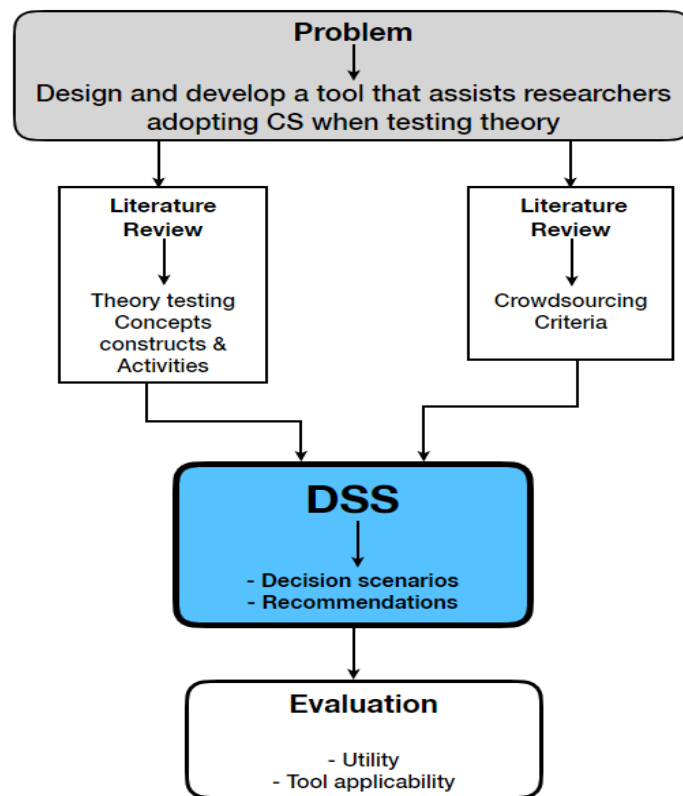 Problem
Design and develop a tool that assists researchers
adopting CS when testing theory
Literature
Review
Theory testing
Concepts
constructs &
Activities
Literature
Review
Crowdsourcing
Criteria
DSS
- Decision scenarios
- Recommendations
Evaluation
- Utility
- Tool applicability